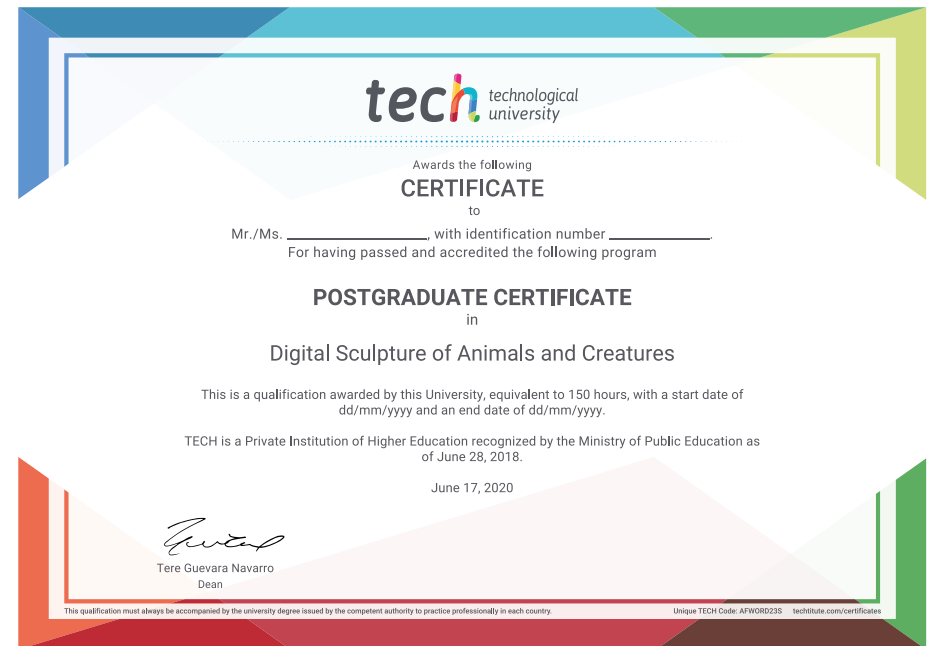 tech technological
university
Awards the following
CERTIFICATE
to
Mr./Ms. ____________________, with identification number ______________.
For having passed and accredited the following program
POSTGRADUATE CERTIFICATE
in
Digital Sculpture of Animals and Creatures
This is a qualification awarded by this University, equivalent to 150 hours, with a start date of
dd/mm/yyyy and an end date of dd/mm/yyyy.
TECH is a Private Institution of Higher Education recognized by the Ministry of Public Education as
of June 28, 2018.
June 17, 2020
Tere Guevara Navarro
Dean
This qualification must always be accompanied by the university degree issued by the competent authority to practice professionally in each country.
Unique TECH Code: AFWORD23S techtitute.com/certificates